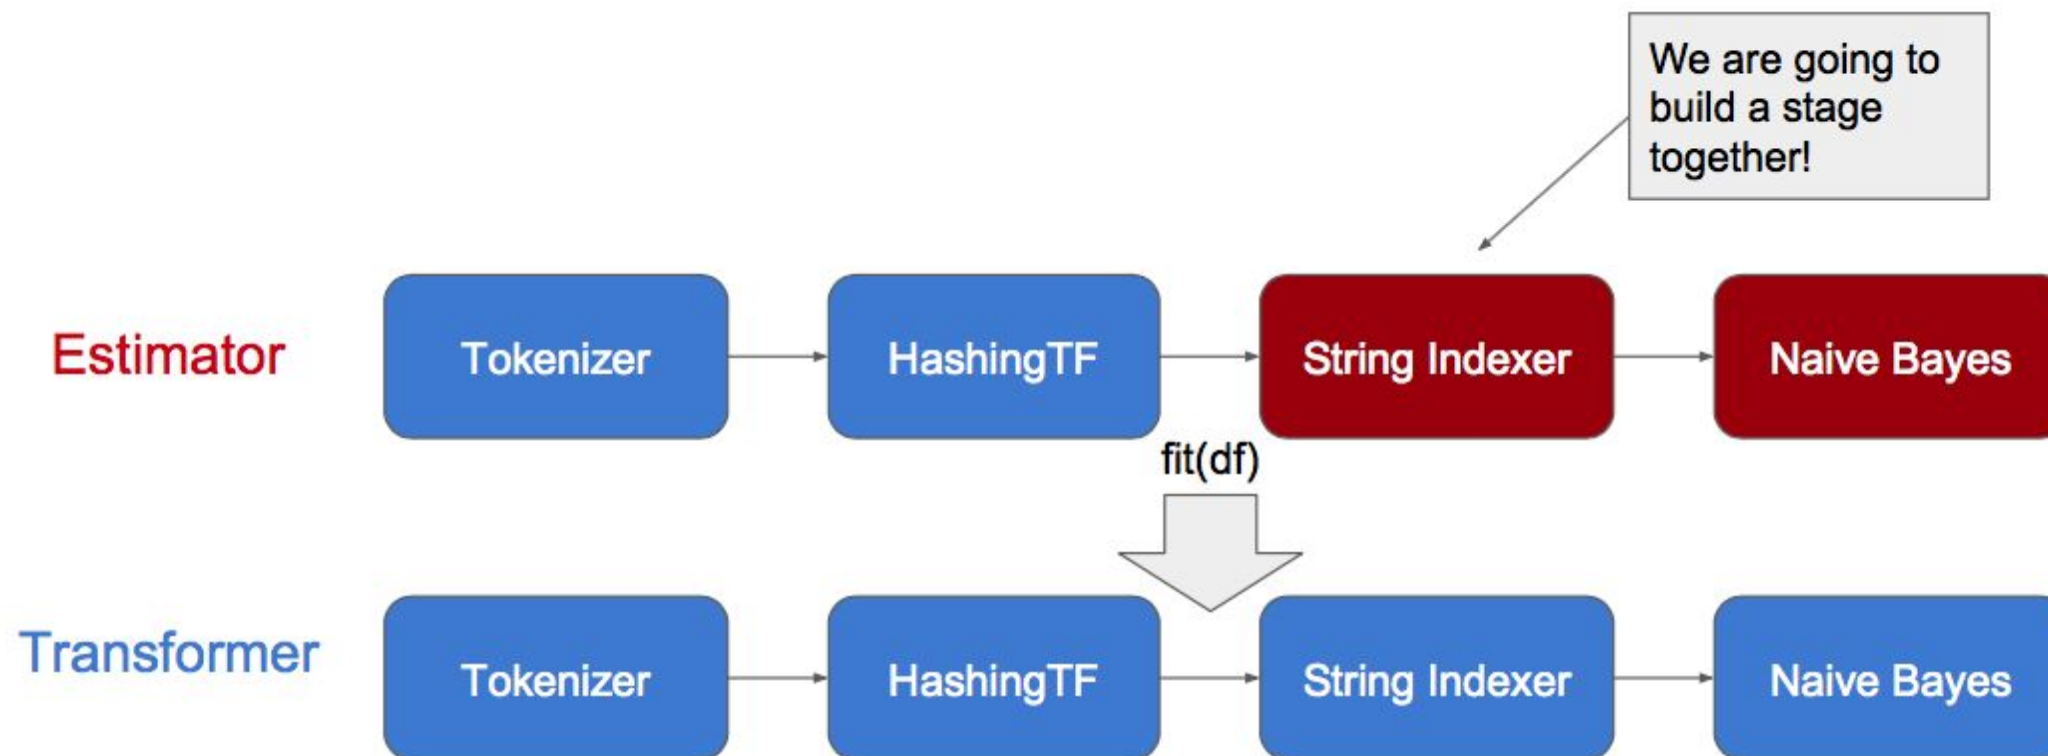 We are going to
build a stage
together!
Estimator
Tokenizer
HashingTF
String Indexer
Naive Bayes
fit(df)
Transformer
Tokenizer
HashingTF
String Indexer
Naive Bayes